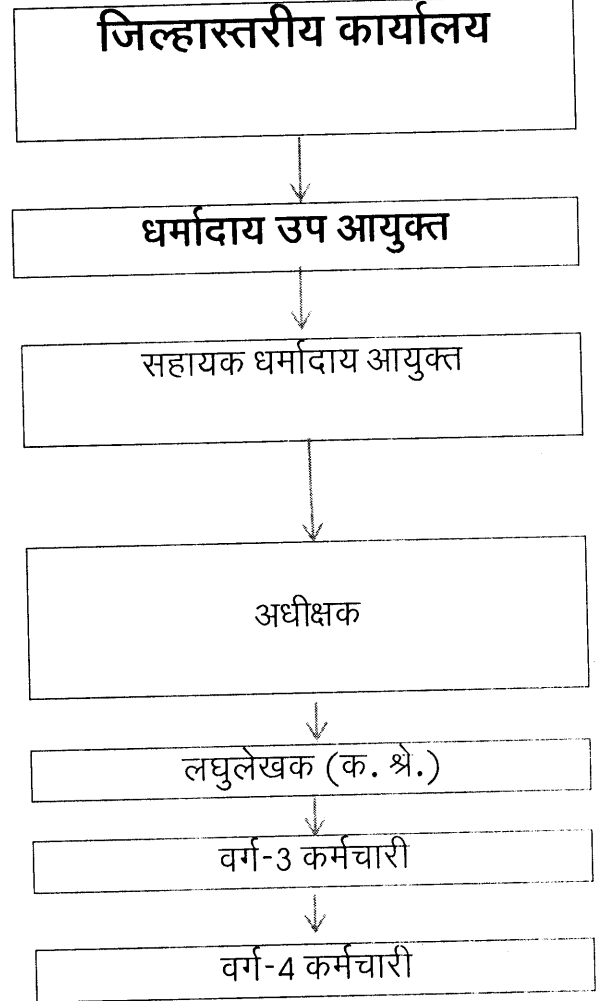 जिल्हास्तरीय कार्यालय
धर्मादाय उप आयुक्त
सहायक धर्मादाय आयुक्त
अधीक्षक
लघुलेखक (क. श्रे.)
वर्ग-3 कर्मचारी
वर्ग-4 कर्मचारी